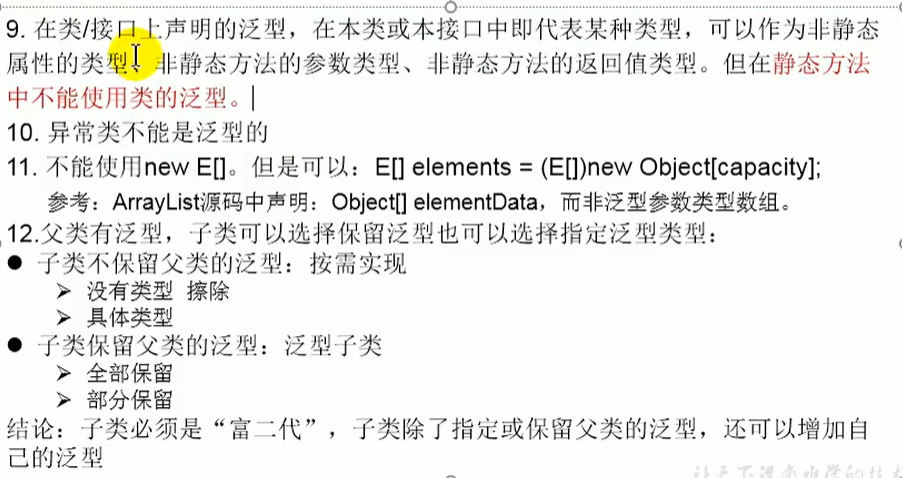 9. 在类/接口上声明的泛型，在本类或本接口中即代表某种类型，可以作为非静态
属性的类型、非静态方法的参数类型、非静态方法的返回值类型。但在静态方法
中不能使用类的泛型。
10. 异常类不能是泛型的
11. 不能使用new E[]。但是可以：E[] elements = (E[])new Object[capacity];
参考：ArrayList源码中声明：Object[] elementData，而非泛型参数类型数组。
12.父类有泛型，子类可以选择保留泛型也可以选择指定泛型类型：
● 子类不保留父类的泛型：按需实现
➢ 没有类型 擦除
➢ 具体类型
● 子类保留父类的泛型：泛型子类
➢ 全部保留
➢ 部分保留
结论：子类必须是“富二代”，子类除了指定或保留父类的泛型，还可以增加自
己的泛型